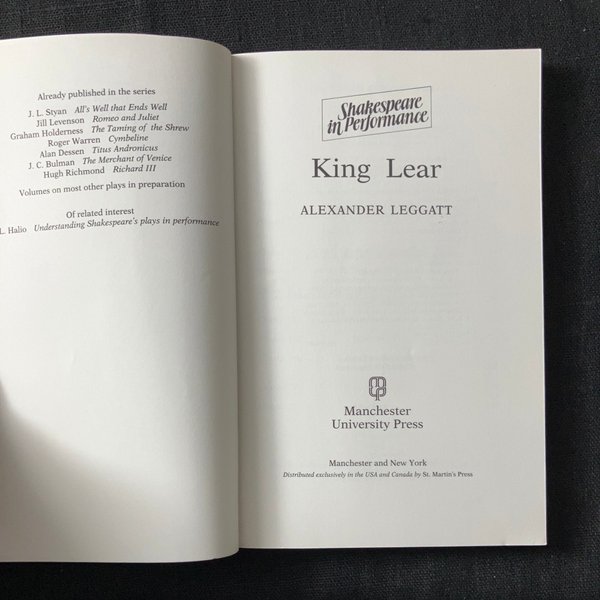 Already published in the series
J. L. Styan All's Well that Ends Well
Jill Levenson Romeo and Juliet
Graham Holderness The Taming of the Shrew
Roger Warren Cymbeline
Alan Dessen Titus Andronicus
J. C. Bulman The Merchant of Venice
Hugh Richmond Richard III
Volumes on most other plays in preparation
Of related interest
L. Halio Understanding Shakespeare's plays in performance
Shakespeare
in Performance
King Lear
ALEXANDER LEGGATT
Manchester
University Press
Manchester and New York
Distributed exclusively in the USA and Canada by St. Martin's Press